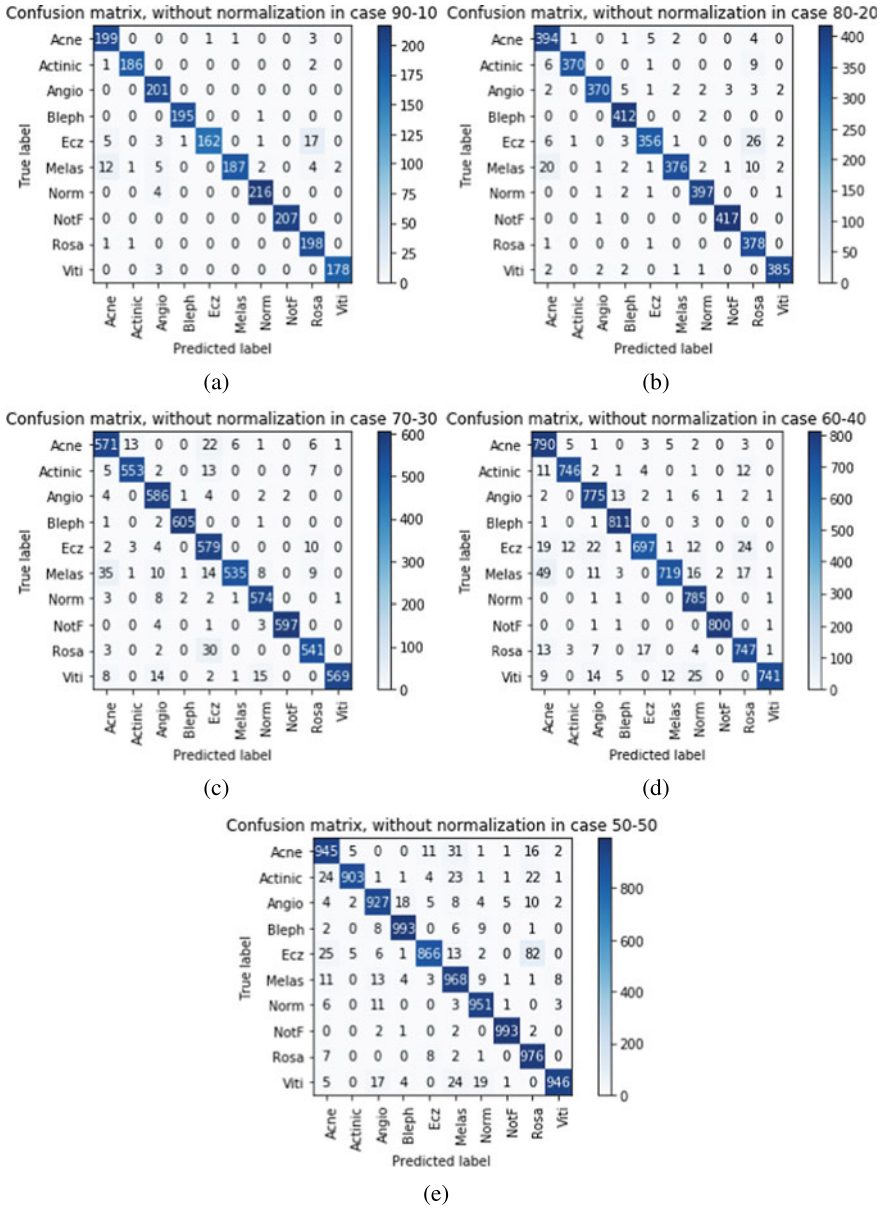 Confusion matrix, without normalization in case 90-10
Acne 199 0 0 0 1 1 0 0 3 0
Actinic 1 186 0 0 0 0 0 0 2 0
Angio 0 0 201 0 0 0 0 0 0 0
Bleph 0 0 0 195 0 0 1 0 0 0
Ecz 5 0 3 1 162 0 1 0 17 0
Melas 12 1 5 0 0 187 2 0 4 2
Norm 0 0 4 0 0 0 216 0 0 0
NotF 0 0 0 0 0 0 0 207 0 0
Rosa 1 1 0 0 0 0 0 0 198 0
Viti 0 0 3 0 0 0 0 0 0 178
Acne Actinic Angio Bleph Ecz Melas Norm NotF Rosa Viti
True label
Predicted label
200
175
150
125
100
75
50
25
0
(a)
Confusion matrix, without normalization in case 80-20
Acne 394 1 0 1 5 2 0 0 4 0
Actinic 6 370 0 0 1 0 0 0 9 0
Angio 2 0 370 5 1 2 2 3 3 2
Bleph 0 0 0 412 0 0 2 0 0 0
Ecz 6 1 0 3 356 1 0 0 26 2
Melas 20 0 1 2 1 376 2 1 10 2
Norm 0 0 1 2 1 0 397 0 0 1
NotF 0 0 1 0 0 0 0 417 0 0
Rosa 1 0 0 0 1 0 0 0 378 0
Viti 2 0 2 2 0 1 1 0 0 385
Acne Actinic Angio Bleph Ecz Melas Norm NotF Rosa Viti
True label
Predicted label
400
350
300
250
200
150
100
50
0
(b)
Confusion matrix, without normalization in case 70-30
Acne 571 13 0 0 22 6 1 0 6 1
Actinic 5 553 0 0 13 0 0 0 7 0
Angio 4 0 586 1 4 0 2 2 0 0
Bleph 1 0 2 605 0 0 1 0 0 0
Ecz 2 3 4 0 579 0 0 0 10 0
Melas 35 1 10 1 14 535 8 0 9 0
Norm 3 0 8 2 2 1 574 0 0 1
NotF 0 0 4 0 1 0 3 597 0 0
Rosa 3 0 2 0 30 0 0 0 541 0
Viti 8 0 14 0 2 1 15 0 0 569
Acne Actinic Angio Bleph Ecz Melas Norm NotF Rosa Viti
True label
Predicted label
600
500
400
300
200
100
0
(c)
Confusion matrix, without normalization in case 60-40
Acne 790 5 1 0 3 5 2 0 3 0
Actinic 11 746 2 1 4 0 1 0 12 0
Angio 2 0 775 13 2 1 6 1 2 1
Bleph 1 0 1 811 0 0 3 0 0 0
Ecz 19 12 22 1 697 1 12 0 24 0
Melas 49 0 11 3 0 719 16 2 17 1
Norm 0 0 1 1 0 0 785 0 0 1
NotF 0 0 1 1 0 0 0 800 0 1
Rosa 13 3 7 0 17 0 4 0 747 1
Viti 9 0 14 5 0 12 25 0 0 741
Acne Actinic Angio Bleph Ecz Melas Norm NotF Rosa Viti
True label
Predicted label
800
700
600
500
400
300
200
100
0
(d)
Confusion matrix, without normalization in case 50-50
Acne 945 5 0 0 11 31 1 1 16 2
Actinic 24 903 1 1 4 23 1 1 22 1
Angio 4 2 927 18 5 8 4 5 10 2
Bleph 2 0 8 993 0 6 9 0 1 0
Ecz 25 5 6 1 866 13 2 0 82 0
Melas 11 0 13 4 3 968 9 1 1 8
Norm 6 0 11 0 0 3 951 1 0 3
NotF 0 0 2 1 0 2 0 993 2 0
Rosa 7 0 0 0 8 2 1 0 976 0
Viti 5 0 17 4 0 24 19 1 0 946
Acne Actinic Angio Bleph Ecz Melas Norm NotF Rosa Viti
True label
Predicted label
800
600
400
200
0
(e)